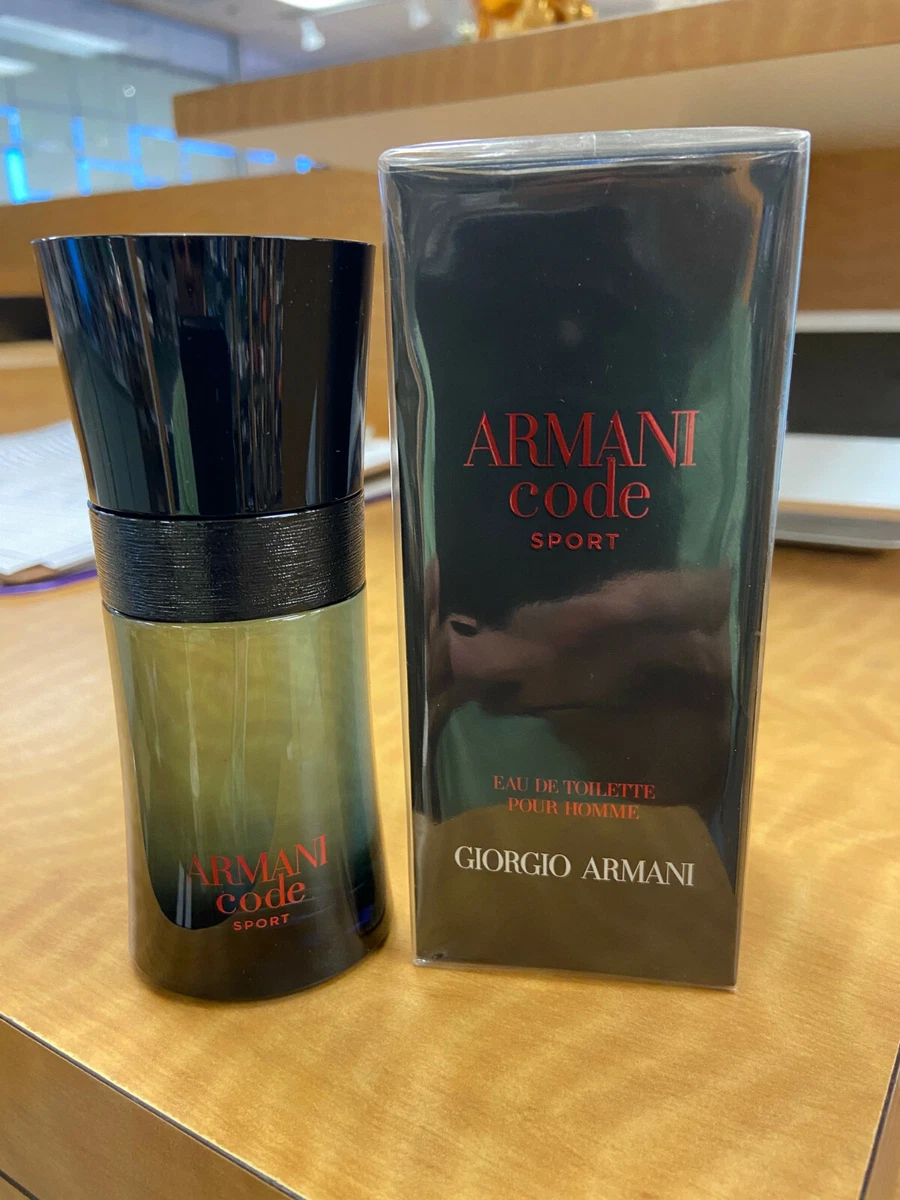 ARMANI
code
SPORT
ARMANI
code
SPORT
EAU DE TOILETTE
POUR HOMME
GIORGIO ARMANI